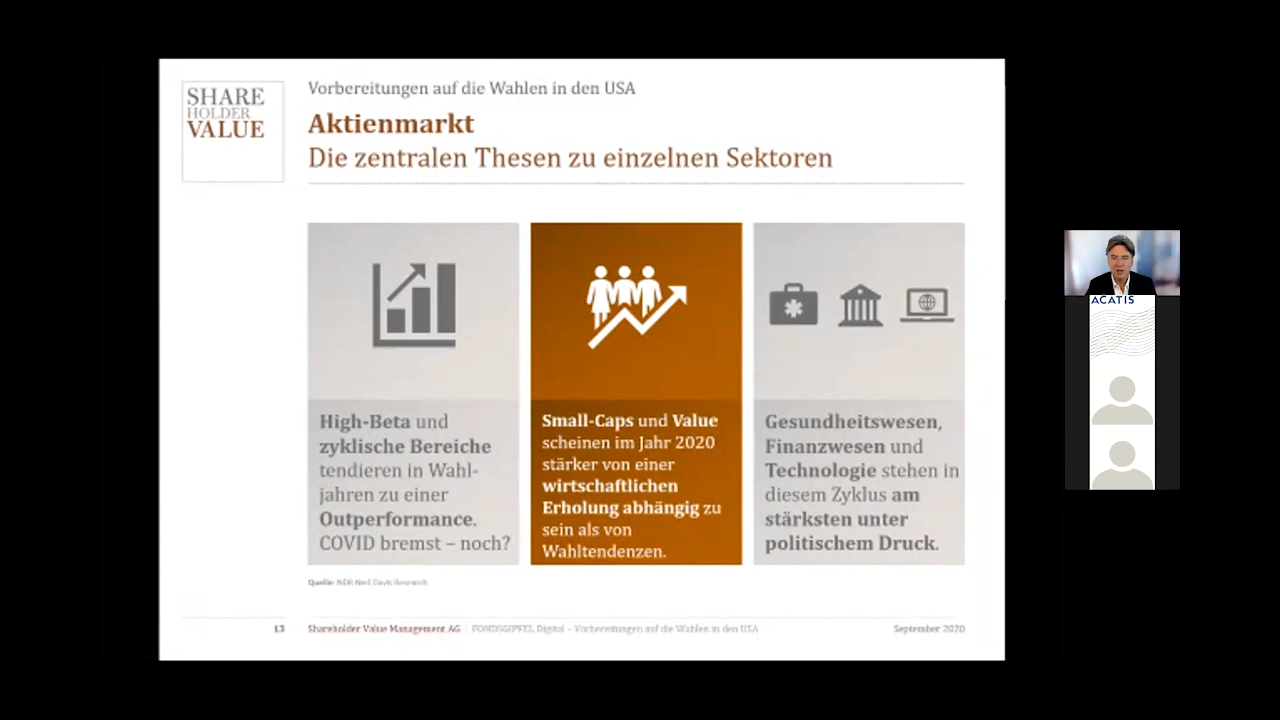 SHARE
HOLDER
VALUE
Vorbereitungen auf die Wahlen in den USA
Aktienmarkt
Die zentralen Thesen zu einzelnen Sektoren
High-Beta und
zyklische Bereiche
tendieren in Wahl-
jahren zu einer
Outperformance.
COVID bremst – noch?
Small-Caps und Value
scheinen im Jahr 2020
stärker von einer
wirtschaftlichen
Erholung abhängig zu
sein als von
Wahltendenzen.
Gesundheitswesen,
Finanzwesen und
Technologie stehen in
diesem Zyklus am
stärksten unter
politischem Druck.
Quelle: NDR Ned Davis Research
13
Shareholder Value Management AG | FONDSGIPFEL Digital – Vorbereitungen auf die Wahlen in den USA
September 2020
ACATIS